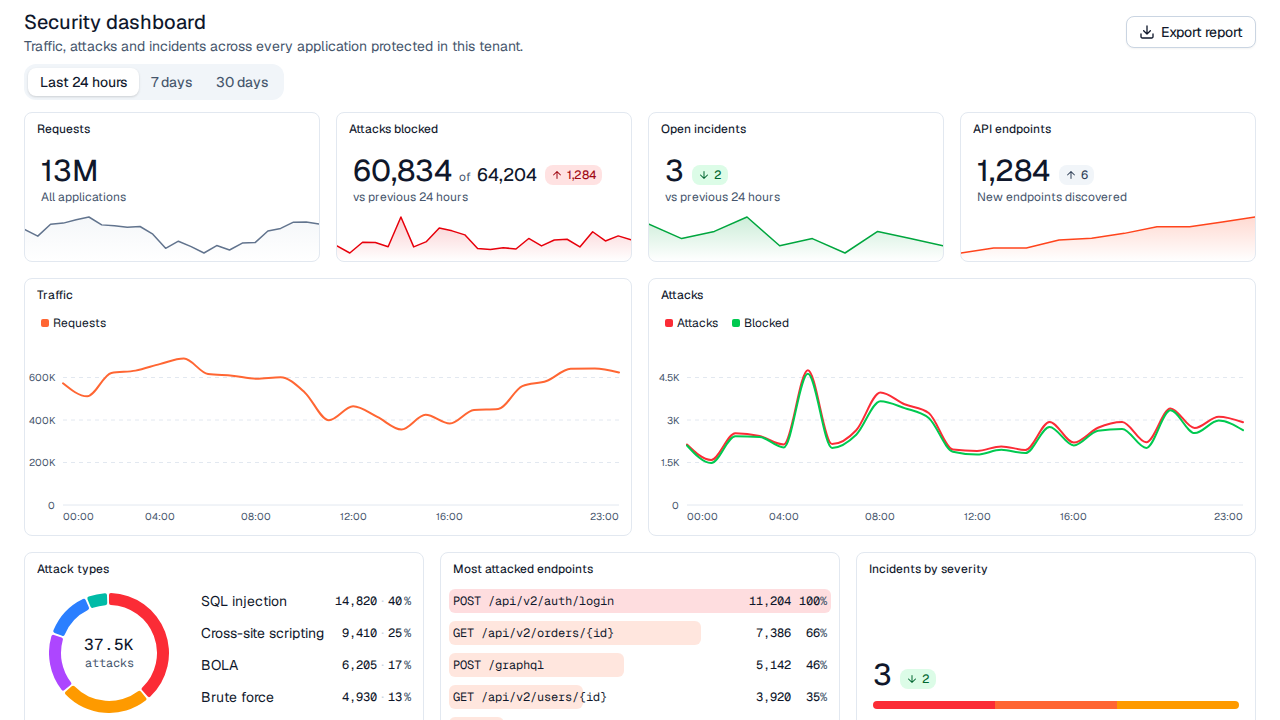 Security dashboard
Traffic, attacks and incidents across every application protected in this tenant.
Export report
Last 24 hours 7 days 30 days
Requests
13M
All applications
Attacks blocked
60,834 of 64,204 ↑ 1,284
vs previous 24 hours
Open incidents
3 ↓ 2
vs previous 24 hours
API endpoints
1,284 ↑ 6
New endpoints discovered
Traffic
Requests
600K
400K
200K
0
00:00 04:00 08:00 12:00 16:00 23:00
Attacks
Attacks Blocked
4.5K
3K
1.5K
0
00:00 04:00 08:00 12:00 16:00 23:00
Attack types
37.5K
attacks
SQL injection 14,820 · 40%
Cross-site scripting 9,410 · 25%
BOLA 6,205 · 17%
Brute force 4,930 · 13%
Most attacked endpoints
POST /api/v2/auth/login 11,204 100%
GET /api/v2/orders/{id} 7,386 66%
POST /graphql 5,142 46%
GET /api/v2/users/{id} 3,920 35%
Incidents by severity
3 ↓ 2